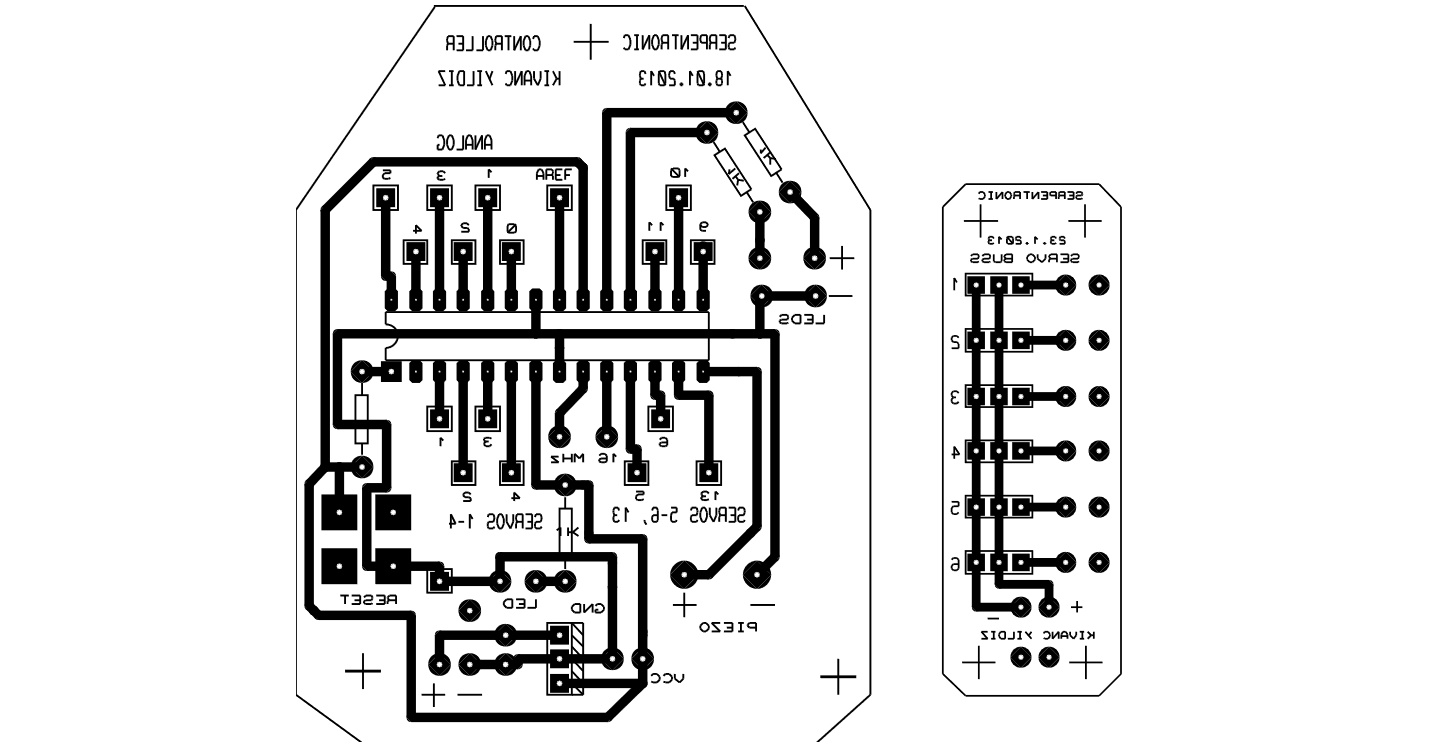 CONTROLLER SERPENTRONIC
KIVANC YILDIZ 18.01.2013
ANALOG
5 3 1 AREF 10
4 2 0 11 9
1K 1K
+
-
LEDS
1 3 6
MHz 16
2 4 5 13
SERVOS 1-4 SERVOS 5-6, 13
1K
RESET LED GND
+ -
PIEZO
VCC
+ -
SERPENTRONIC
23.1.2013
SERVO BUSS
1
2
3
4
5
6
- +
KIVANC YILDIZ